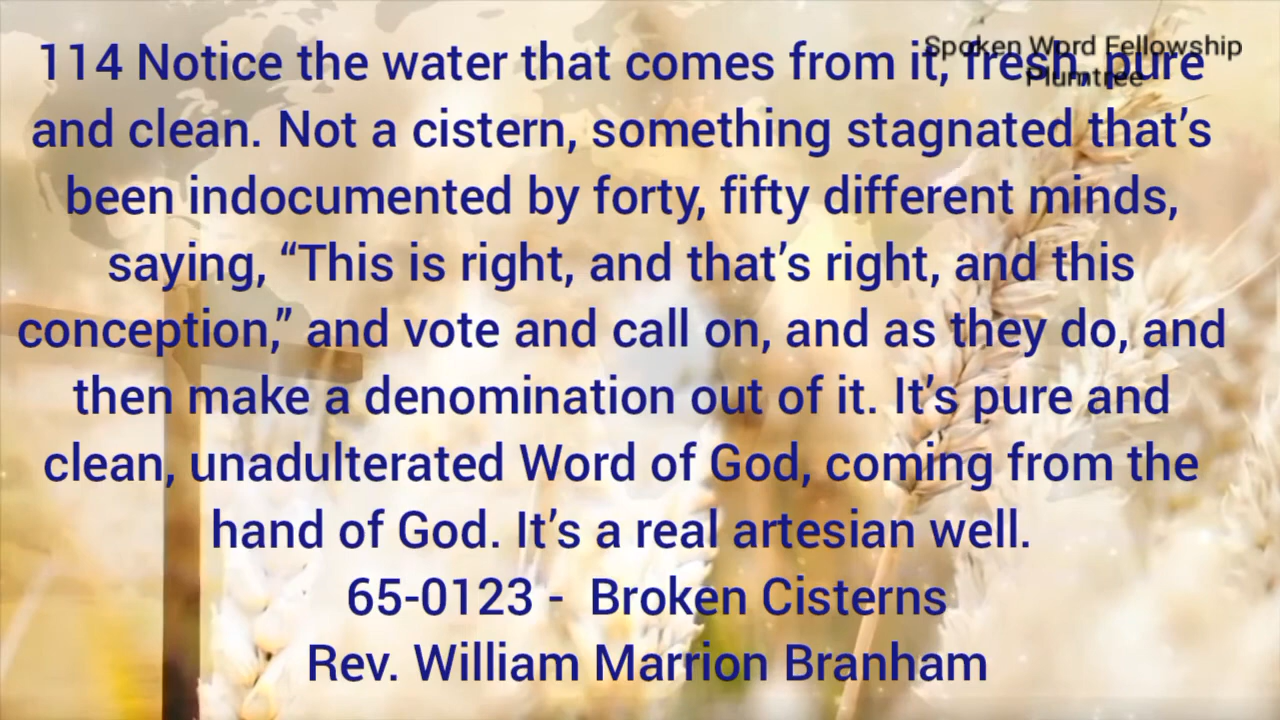 Spoken Word Fellowship
Plumtree
114 Notice the water that comes from it, fresh, pure
and clean. Not a cistern, something stagnated that’s
been indocumented by forty, fifty different minds,
saying, “This is right, and that’s right, and this
conception,” and vote and call on, and as they do, and
then make a denomination out of it. It’s pure and
clean, unadulterated Word of God, coming from the
hand of God. It’s a real artesian well.
65-0123 - Broken Cisterns
Rev. William Marrion Branham